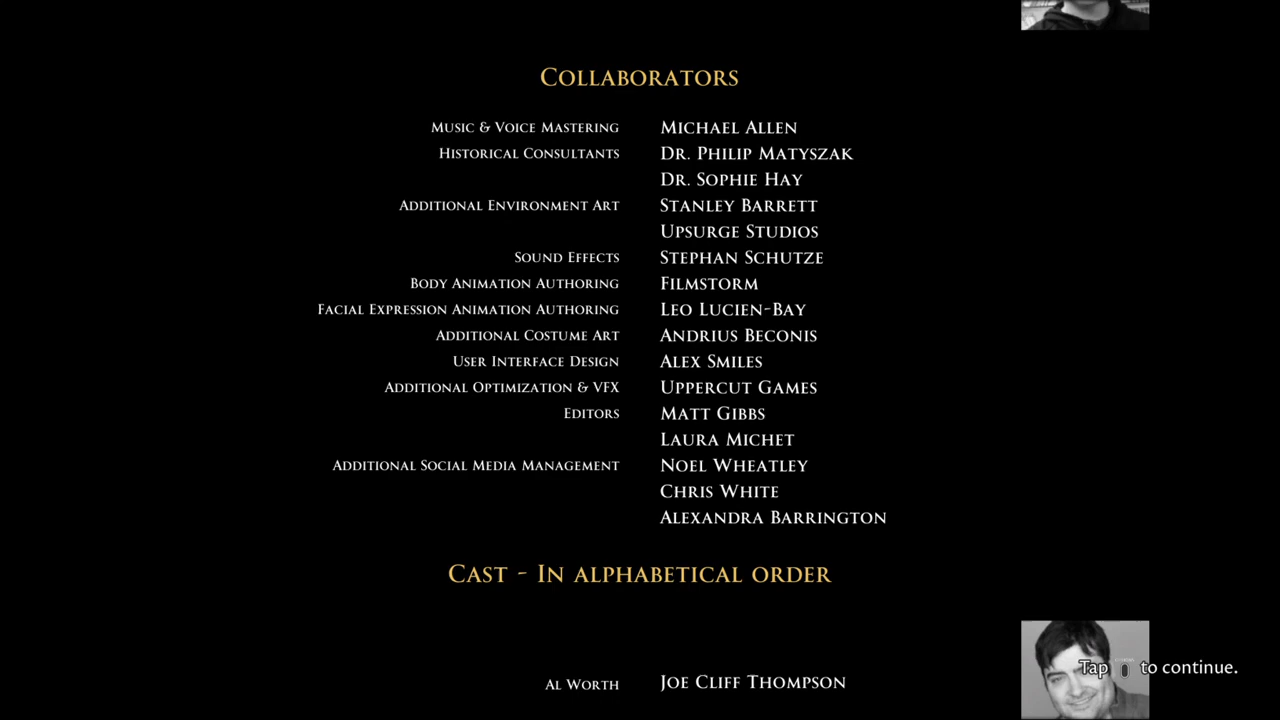 Collaborators
Music & Voice Mastering Michael Allen
Historical Consultants Dr. Philip Matyszak
Dr. Sophie Hay
Additional Environment Art Stanley Barrett
Upsurge Studios
Sound Effects Stephan Schutze
Body Animation Authoring Filmstorm
Facial Expression Animation Authoring Leo Lucien-Bay
Additional Costume Art Andrius Beconis
User Interface Design Alex Smiles
Additional Optimization & VFX Uppercut Games
Editors Matt Gibbs
Laura Michet
Additional Social Media Management Noel Wheatley
Chris White
Alexandra Barrington
Cast - In alphabetical order
Al Worth Joe Cliff Thompson
Tap to continue.